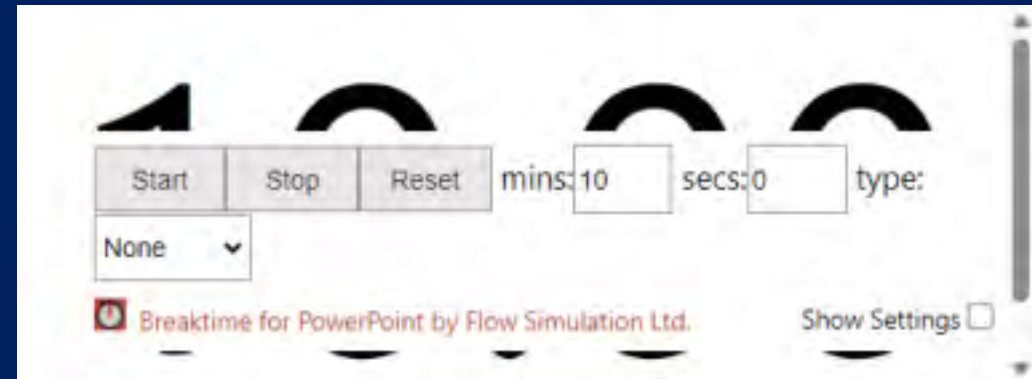 Start Stop Reset mins: 10 secs: 0 type:
None
Breaktime for PowerPoint by Flow Simulation Ltd. Show Settings